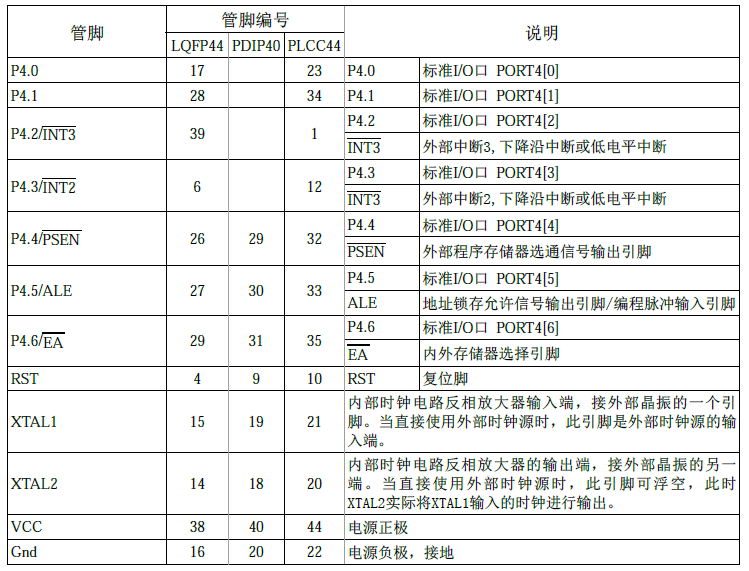 管脚 管脚编号 说明
LQFP44 PDIP40 PLCC44
P4.0 17 23 P4.0 标准I/O口 PORT4[0]
P4.1 28 34 P4.1 标准I/O口 PORT4[1]
P4.2/INT3 39 1 P4.2 标准I/O口 PORT4[2]
INT3 外部中断3,下降沿中断或低电平中断
P4.3/INT2 6 12 P4.3 标准I/O口 PORT4[3]
INT3 外部中断2,下降沿中断或低电平中断
P4.4/PSEN 26 29 32 P4.4 标准I/O口 PORT4[4]
PSEN 外部程序存储器选通信号输出引脚
P4.5/ALE 27 30 33 P4.5 标准I/O口 PORT4[5]
ALE 地址锁存允许信号输出引脚/编程脉冲输入引脚
P4.6/EA 29 31 35 P4.6 标准I/O口 PORT4[6]
EA 内外存储器选择引脚
RST 4 9 10 RST 复位脚
XTAL1 15 19 21 内部时钟电路反相放大器输入端，接外部晶振的一个引
脚。当直接使用外部时钟源时，此引脚是外部时钟源的输
入端。
XTAL2 14 18 20 内部时钟电路反相放大器的输出端，接外部晶振的另一
端。当直接使用外部时钟源时，此引脚可浮空，此时
XTAL2实际将XTAL1输入的时钟进行输出。
VCC 38 40 44 电源正极
Gnd 16 20 22 电源负极，接地